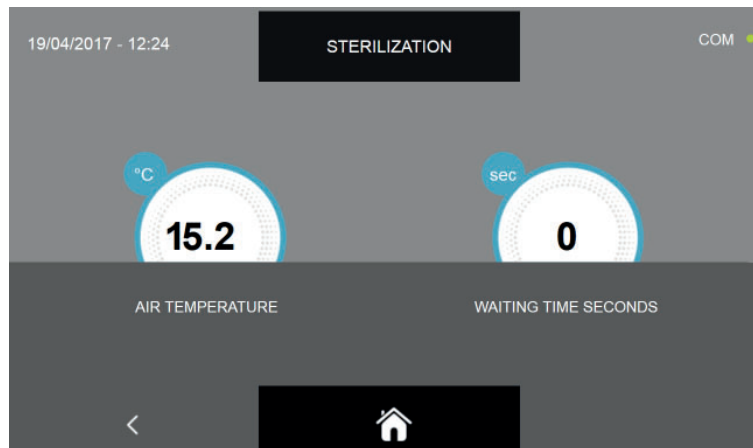 19/04/2017 - 12:24
STERILIZATION
COM
°C
sec
15.2
0
AIR TEMPERATURE
WAITING TIME SECONDS